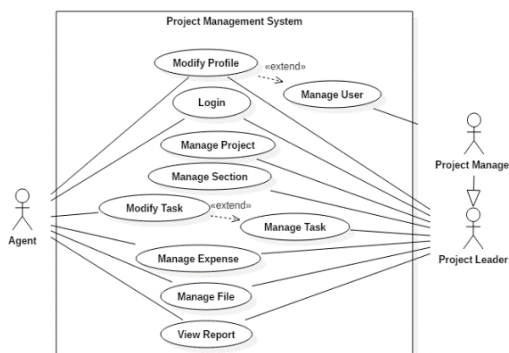 Project Management System
Modify Profile
«extend»
Manage User
Login
Manage Project
Project Manage
Manage Section
Modify Task
«extend»
Manage Task
Agent
Manage Expense
Project Leader
Manage File
View Report